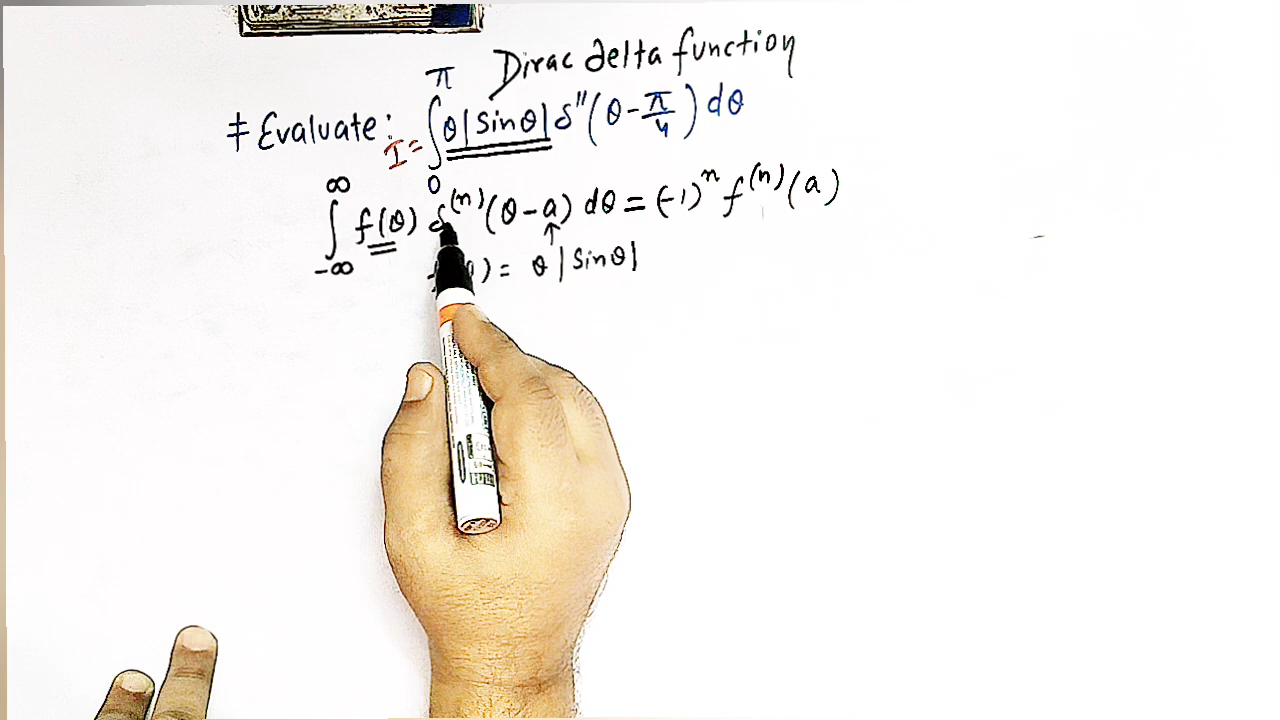 Dirac delta function
# Evaluate: I = ∫₀^π θ|sinθ| δ''(θ - π/4) dθ
∫_{-∞}^{∞} f(θ) δ^(n)(θ - a) dθ = (-1)^n f^(n)(a)
) = θ|sinθ|